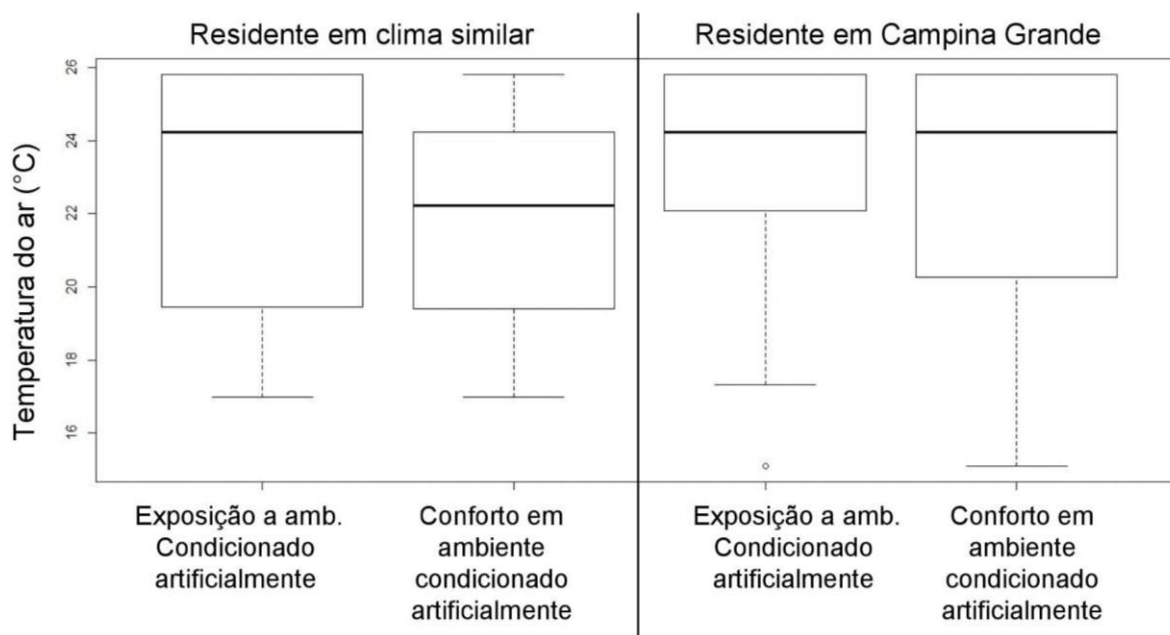 Residente em clima similar
Residente em Campina Grande
Temperatura do ar (°C)
26
24
22
20
18
16
Exposição a amb.
Condicionado
artificialmente
Conforto em
ambiente
condicionado
artificialmente
Exposição a amb.
Condicionado
artificialmente
Conforto em
ambiente
condicionado
artificialmente